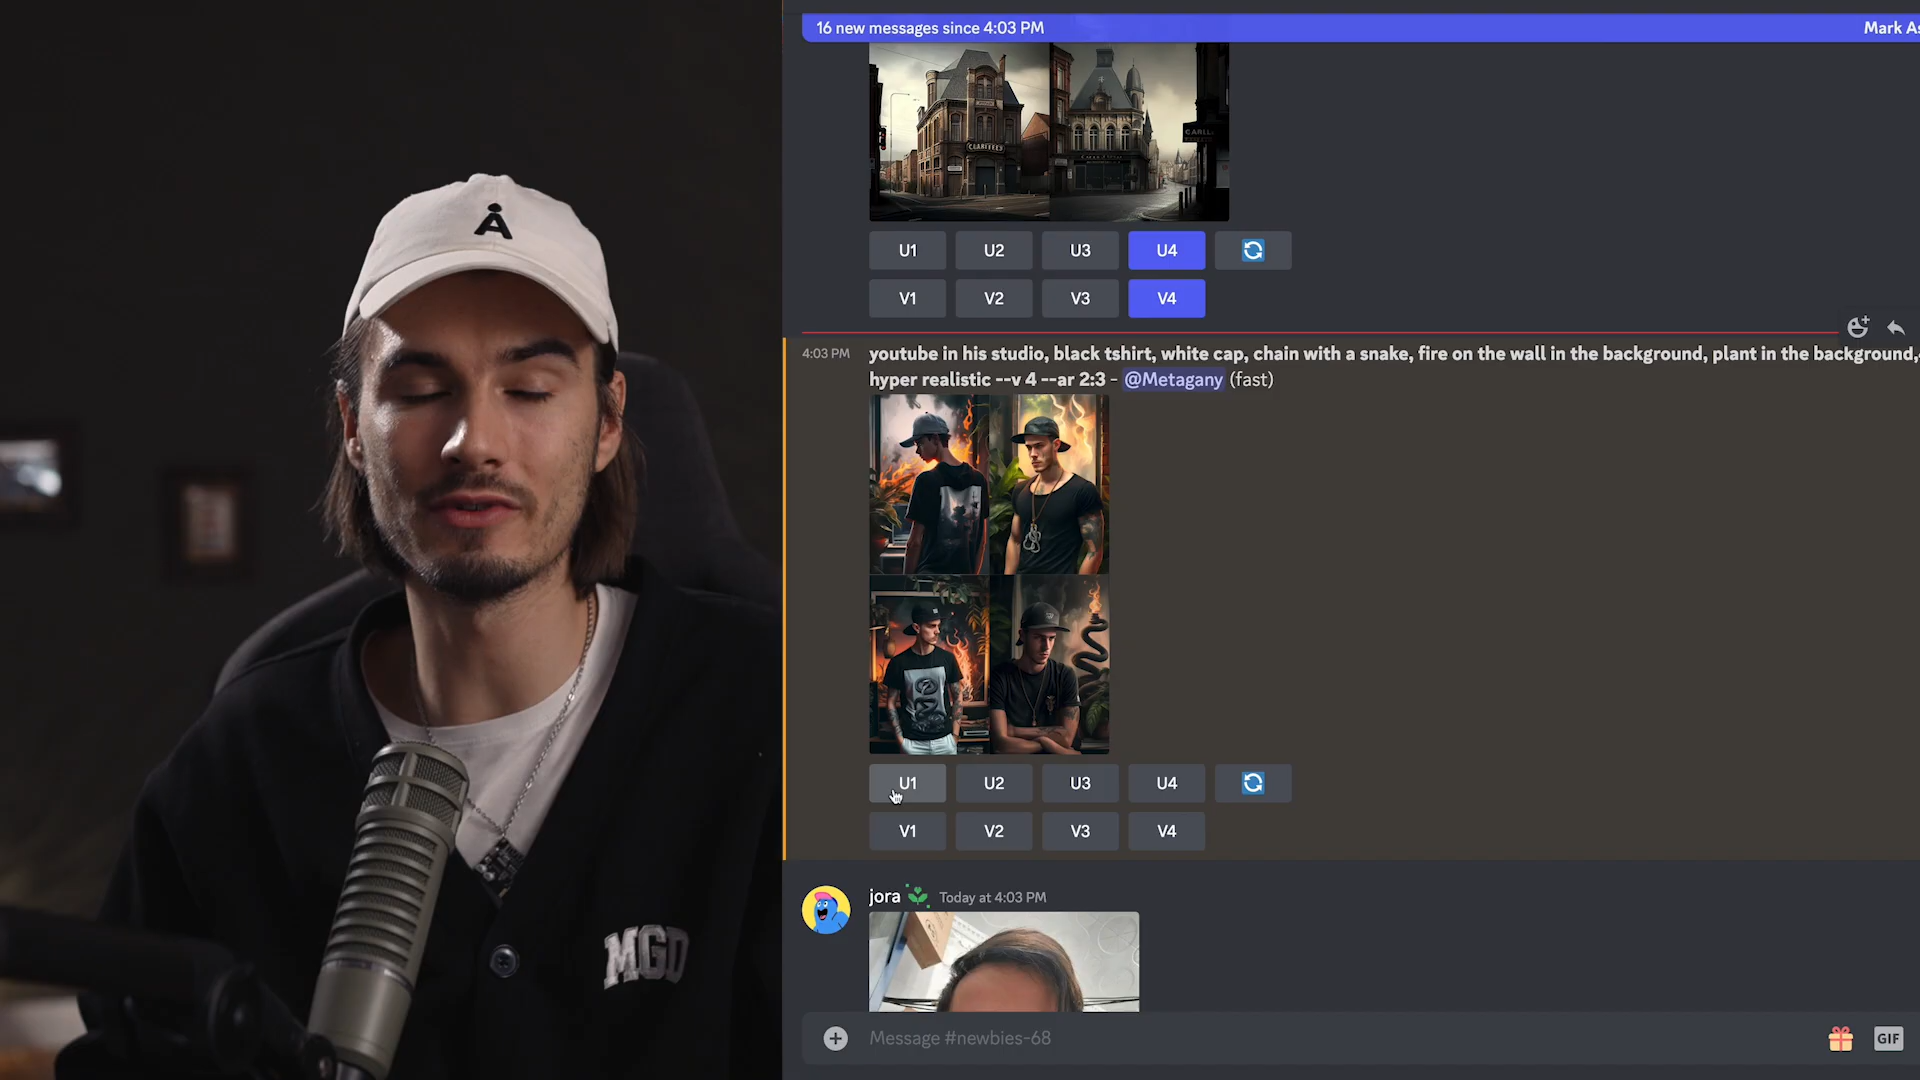 16 new messages since 4:03 PM
Mark As
CLARIFIED
CARLL
U1 U2 U3 U4
V1 V2 V3 V4
4:03 PM youtube in his studio, black tshirt, white cap, chain with a snake, fire on the wall in the background, plant in the background,
hyper realistic --v 4 --ar 2:3 - @Metagany (fast)
U1 U2 U3 U4
V1 V2 V3 V4
jora Today at 4:03 PM
Message #newbies-68
GIF
Å
MGD